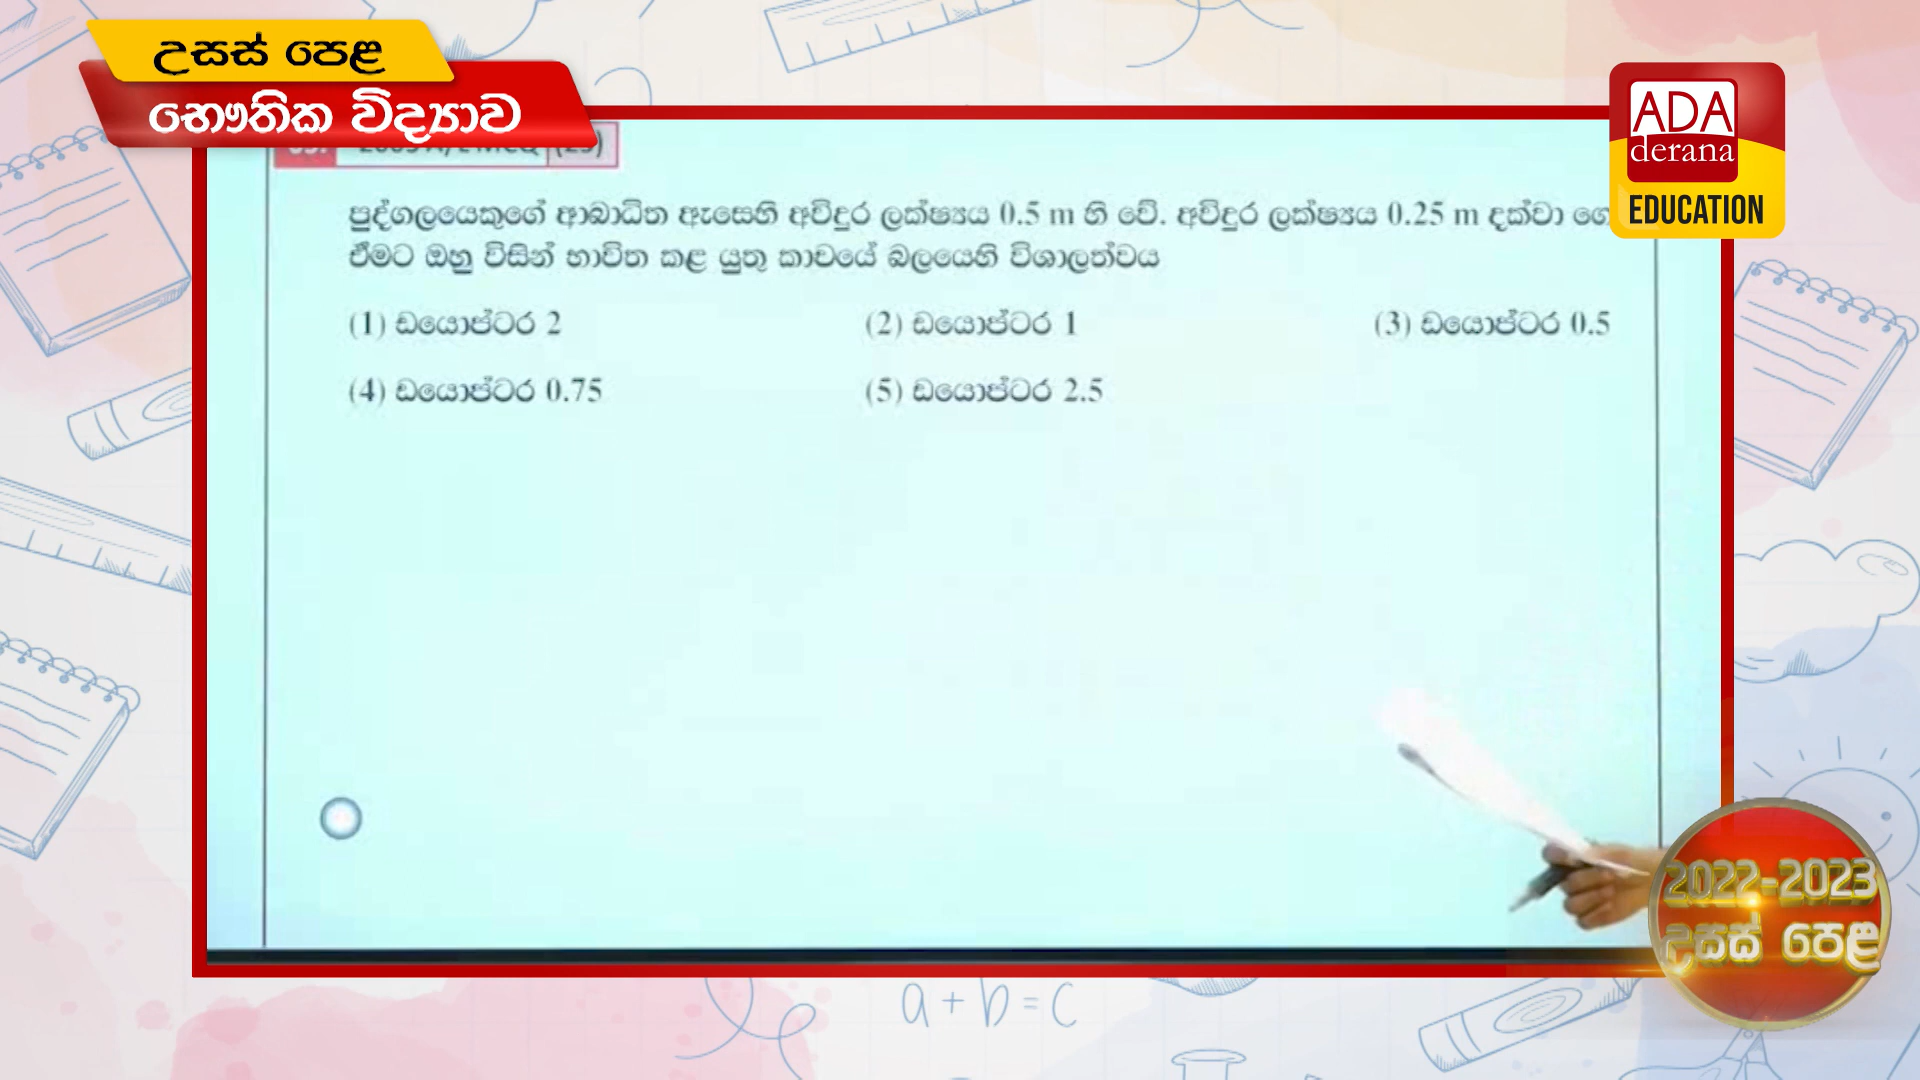 උසස් පෙළ
භෞතික විද්‍යාව
ADA
derana
EDUCATION
පුද්ගලයෙකුගේ ආබාධිත ඇසෙහි අවිදුර ලක්ෂ්‍යය 0.5 m හි වේ. අවිදුර ලක්ෂ්‍යය 0.25 m දක්වා ගෙ
ඒමට ඔහු විසින් භාවිත කළ යුතු කාචයේ බලයෙහි විශාලත්වය
(1) ඩයොප්ටර 2 (2) ඩයොප්ටර 1 (3) ඩයොප්ටර 0.5
(4) ඩයොප්ටර 0.75 (5) ඩයොප්ටර 2.5
2022-2023
උසස් පෙළ
a + b = c